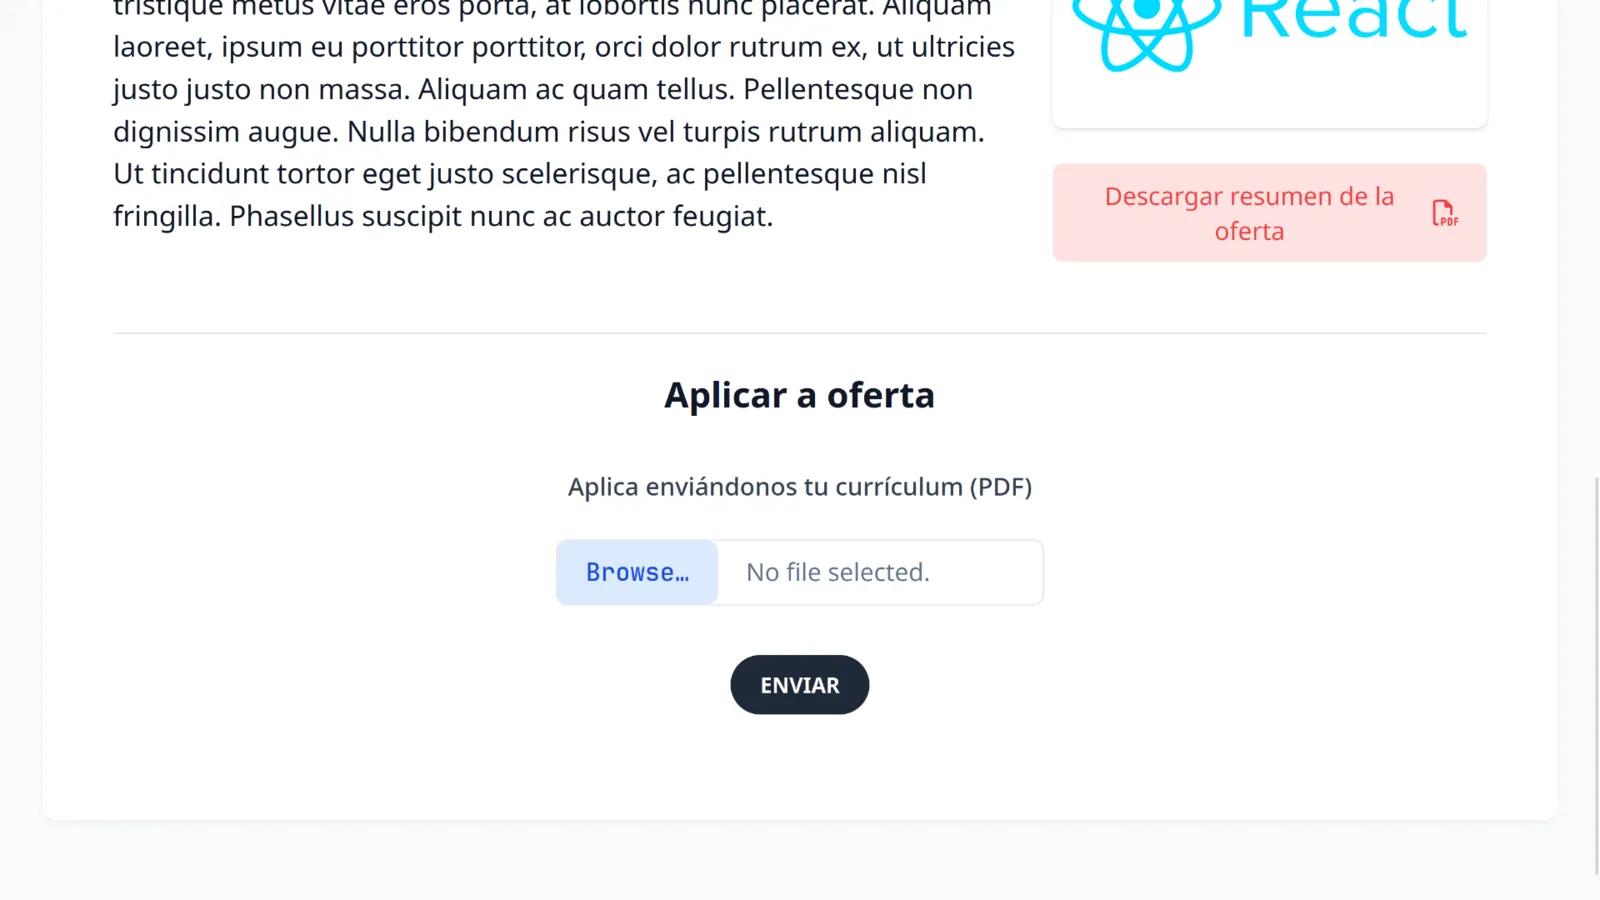 tristique metus vitae eros porta, at lobortis nunc placerat. Aliquam
laoreet, ipsum eu porttitor porttitor, orci dolor rutrum ex, ut ultricies
justo justo non massa. Aliquam ac quam tellus. Pellentesque non
dignissim augue. Nulla bibendum risus vel turpis rutrum aliquam.
Ut tincidunt tortor eget justo scelerisque, ac pellentesque nisl
fringilla. Phasellus suscipit nunc ac auctor feugiat.
React
Descargar resumen de la
oferta
PDF
Aplicar a oferta
Aplica enviándonos tu currículum (PDF)
Browse…
No file selected.
ENVIAR